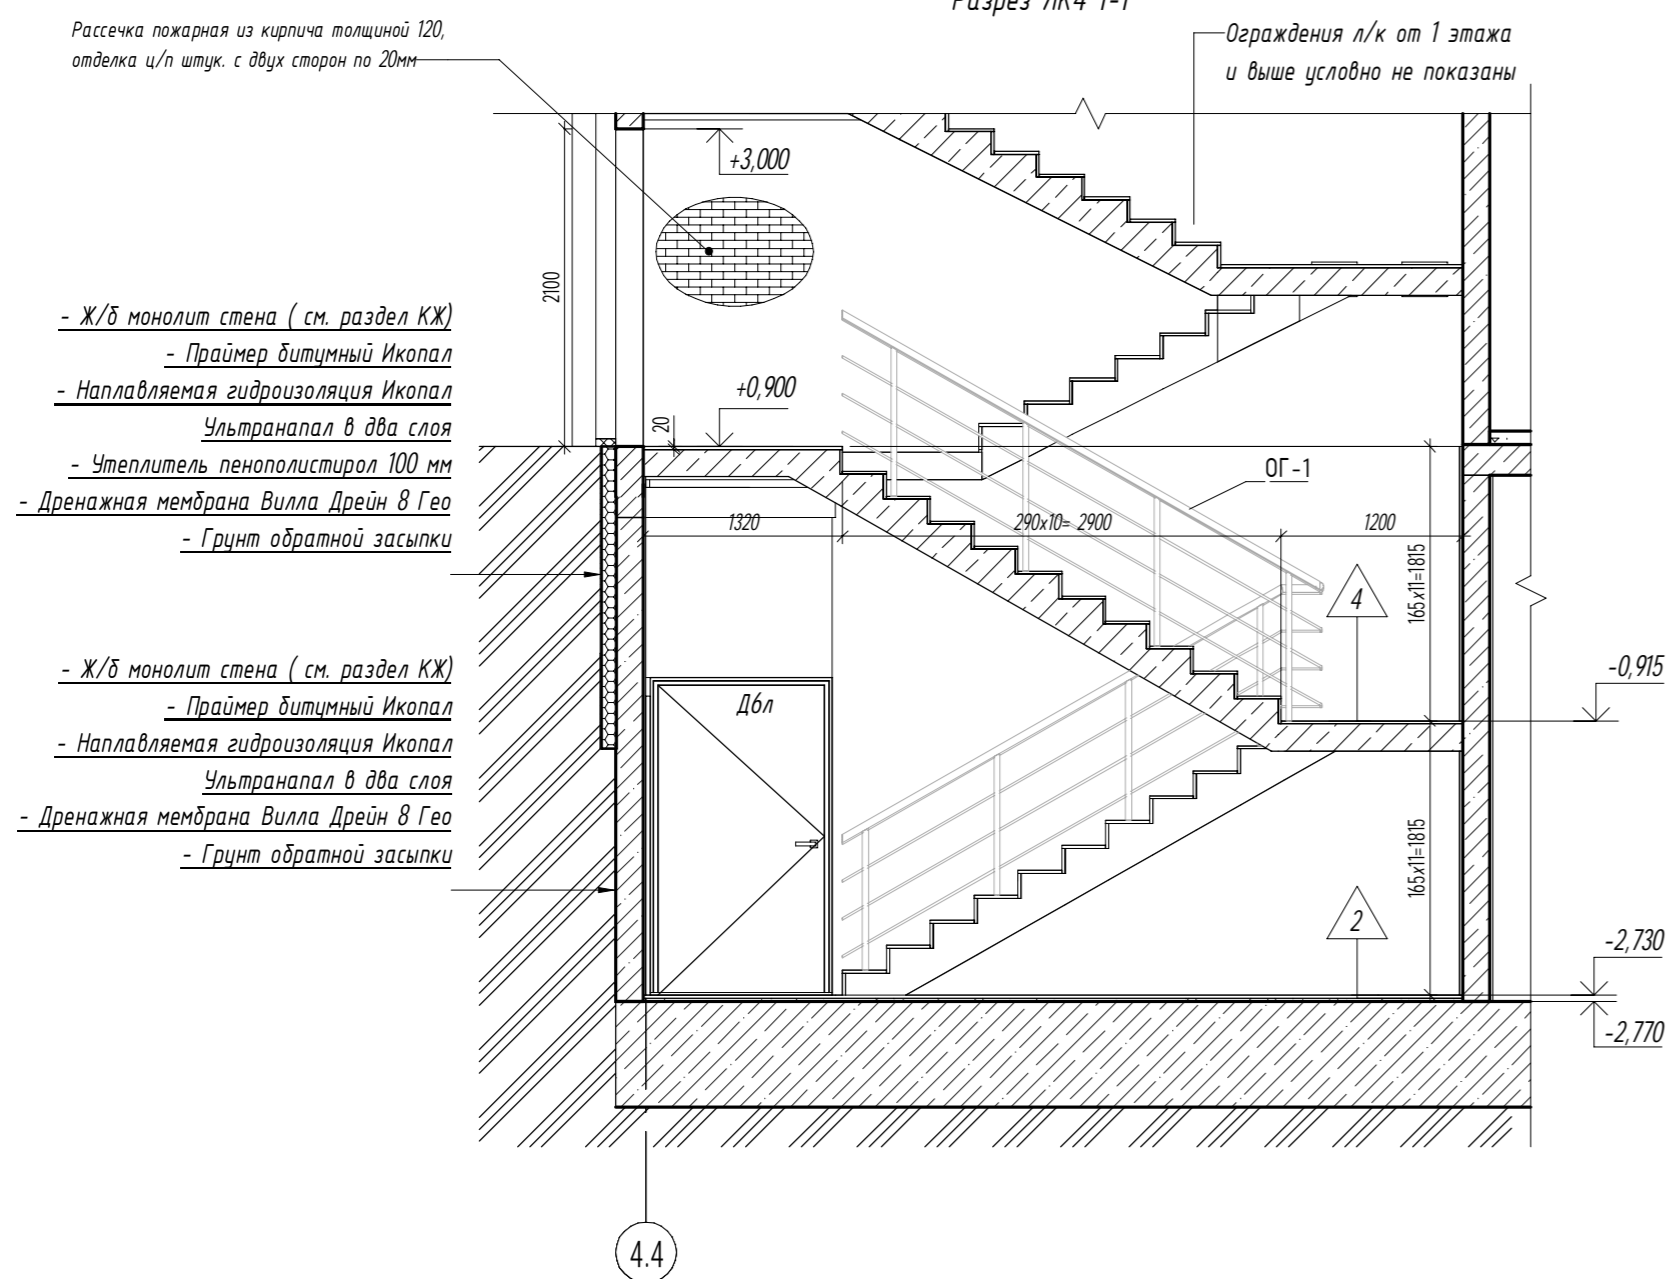 Разрез ЛК4 1-1
Рассечка пожарная из кирпича толщиной 120,
отделка ц/п штук. с двух сторон по 20мм
Ограждения л/к от 1 этажа
и выше условно не показаны
+3,000
2100
- Ж/б монолит стена ( см. раздел КЖ)
- Праймер битумный Икопал
- Наплавляемая гидроизоляция Икопал
Ультранапал в два слоя
- Утеплитель пенополистирол 100 мм
- Дренажная мембрана Вилла Дрейн 8 Гео
- Грунт обратной засыпки
+0,900
20
ОГ-1
1320
290х10= 2900
1200
165х11=1815
4
-0,915
- Ж/б монолит стена ( см. раздел КЖ)
- Праймер битумный Икопал
- Наплавляемая гидроизоляция Икопал
Ультранапал в два слоя
- Дренажная мембрана Вилла Дрейн 8 Гео
- Грунт обратной засыпки
Д6л
165х11=1815
2
-2,730
-2,770
4.4